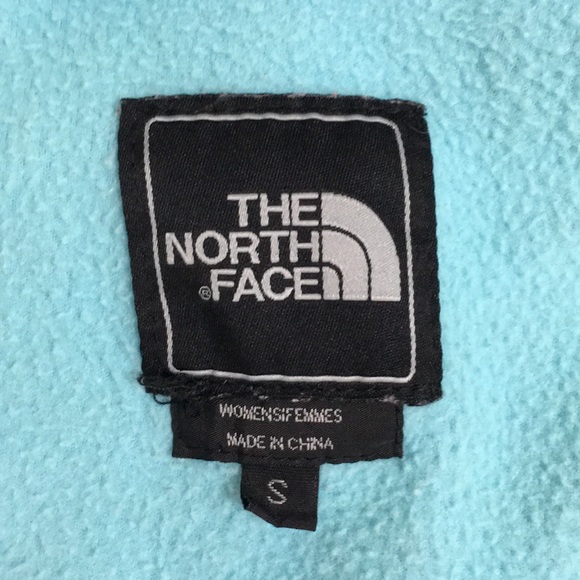 THE
NORTH
®FACE
WOMENS/FEMMES
MADE IN CHINA
S